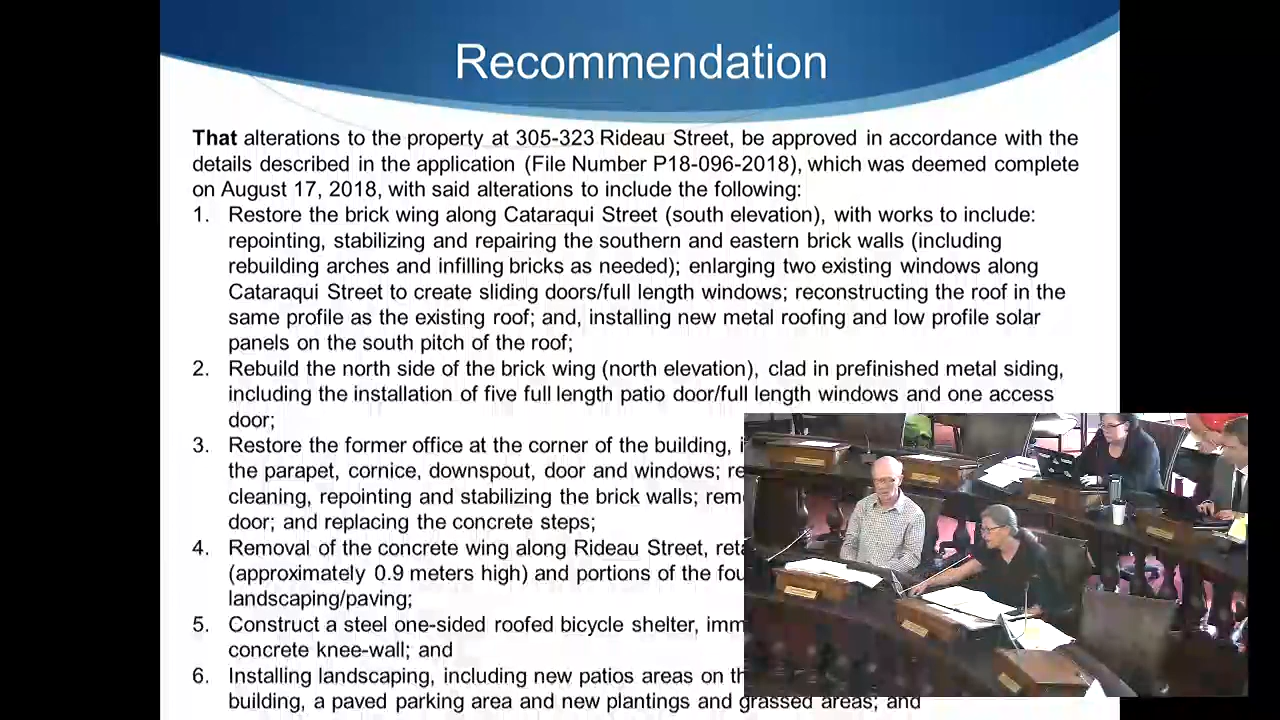 Recommendation
That alterations to the property at 305-323 Rideau Street, be approved in accordance with the
details described in the application (File Number P18-096-2018), which was deemed complete
on August 17, 2018, with said alterations to include the following:
1. Restore the brick wing along Cataraqui Street (south elevation), with works to include:
repointing, stabilizing and repairing the southern and eastern brick walls (including
rebuilding arches and infilling bricks as needed); enlarging two existing windows along
Cataraqui Street to create sliding doors/full length windows; reconstructing the roof in the
same profile as the existing roof; and, installing new metal roofing and low profile solar
panels on the south pitch of the roof;
2. Rebuild the north side of the brick wing (north elevation), clad in prefinished metal siding,
including the installation of five full length patio door/full length windows and one access
door;
3. Restore the former office at the corner of the building, i
the parapet, cornice, downspout, door and windows; re
cleaning, repointing and stabilizing the brick walls; rem
door; and replacing the concrete steps;
4. Removal of the concrete wing along Rideau Street, reta
(approximately 0.9 meters high) and portions of the fou
landscaping/paving;
5. Construct a steel one-sided roofed bicycle shelter, imm
concrete knee-wall; and
6. Installing landscaping, including new patios areas on th
building, a paved parking area and new plantings and grassed areas; and